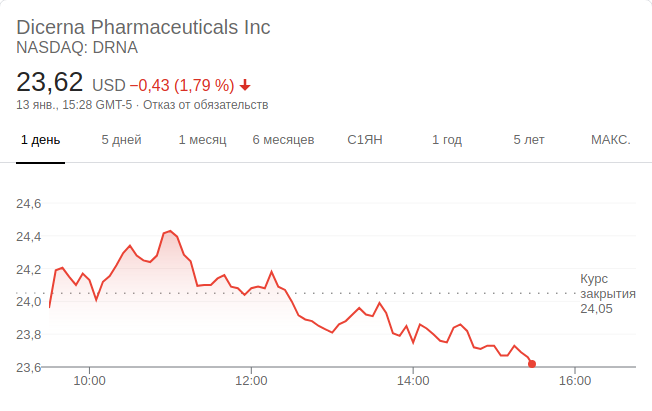 Dicerna Pharmaceuticals Inc
NASDAQ: DRNA
23,62 USD −0,43 (1,79 %) ↓
13 янв., 15:28 GMT-5 · Отказ от обязательств
1 день 5 дней 1 месяц 6 месяцев С1ЯН 1 год 5 лет МАКС.
24,6
24,4
24,2
24,0
23,8
23,6
Курс
закрытия
24,05
10:00 12:00 14:00 16:00